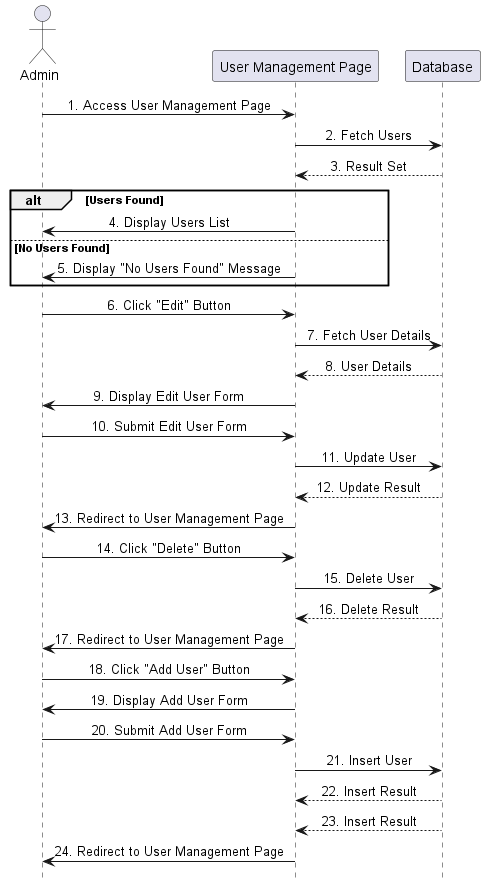 Admin
User Management Page
Database
1. Access User Management Page
2. Fetch Users
3. Result Set
alt [Users Found]
4. Display Users List
[No Users Found]
5. Display "No Users Found" Message
6. Click "Edit" Button
7. Fetch User Details
8. User Details
9. Display Edit User Form
10. Submit Edit User Form
11. Update User
12. Update Result
13. Redirect to User Management Page
14. Click "Delete" Button
15. Delete User
16. Delete Result
17. Redirect to User Management Page
18. Click "Add User" Button
19. Display Add User Form
20. Submit Add User Form
21. Insert User
22. Insert Result
23. Insert Result
24. Redirect to User Management Page